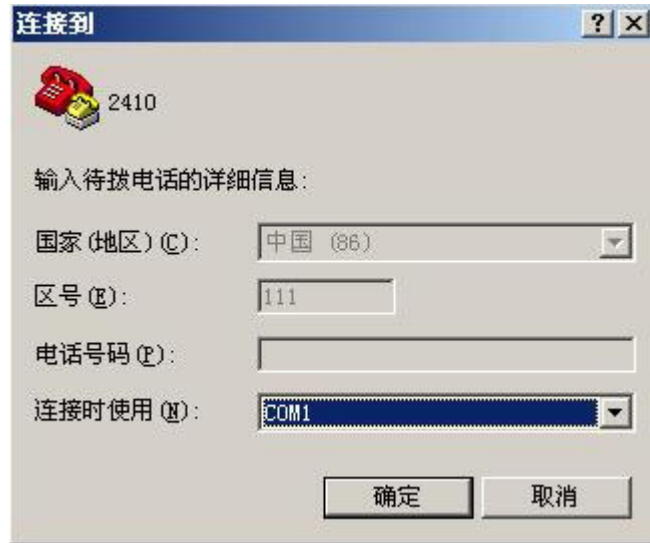 连接到
2410
输入待拨电话的详细信息:
国家(地区)(C): 中国 (86)
区号(E): 111
电话号码(P):
连接时使用(N): COM1
确定 取消